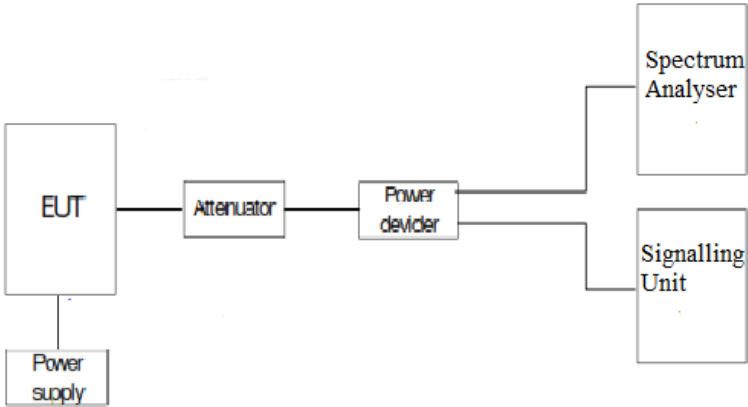 Spectrum
Analyser
EUT
Attenuator
Power
devider
Signalling
Unit
Power
supply